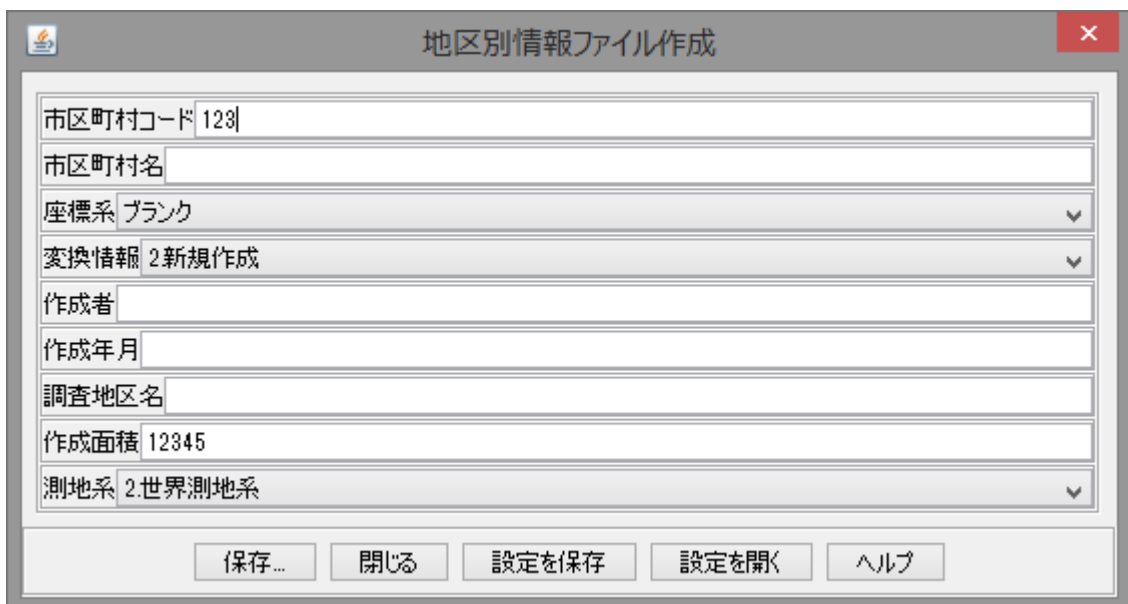 地区別情報ファイル作成
市区町村コード 123
市区町村名
座標系 ブランク
変換情報 2.新規作成
作成者
作成年月
調査地区名
作成面積 12345
測地系 2.世界測地系
保存... 閉じる 設定を保存 設定を開く ヘルプ